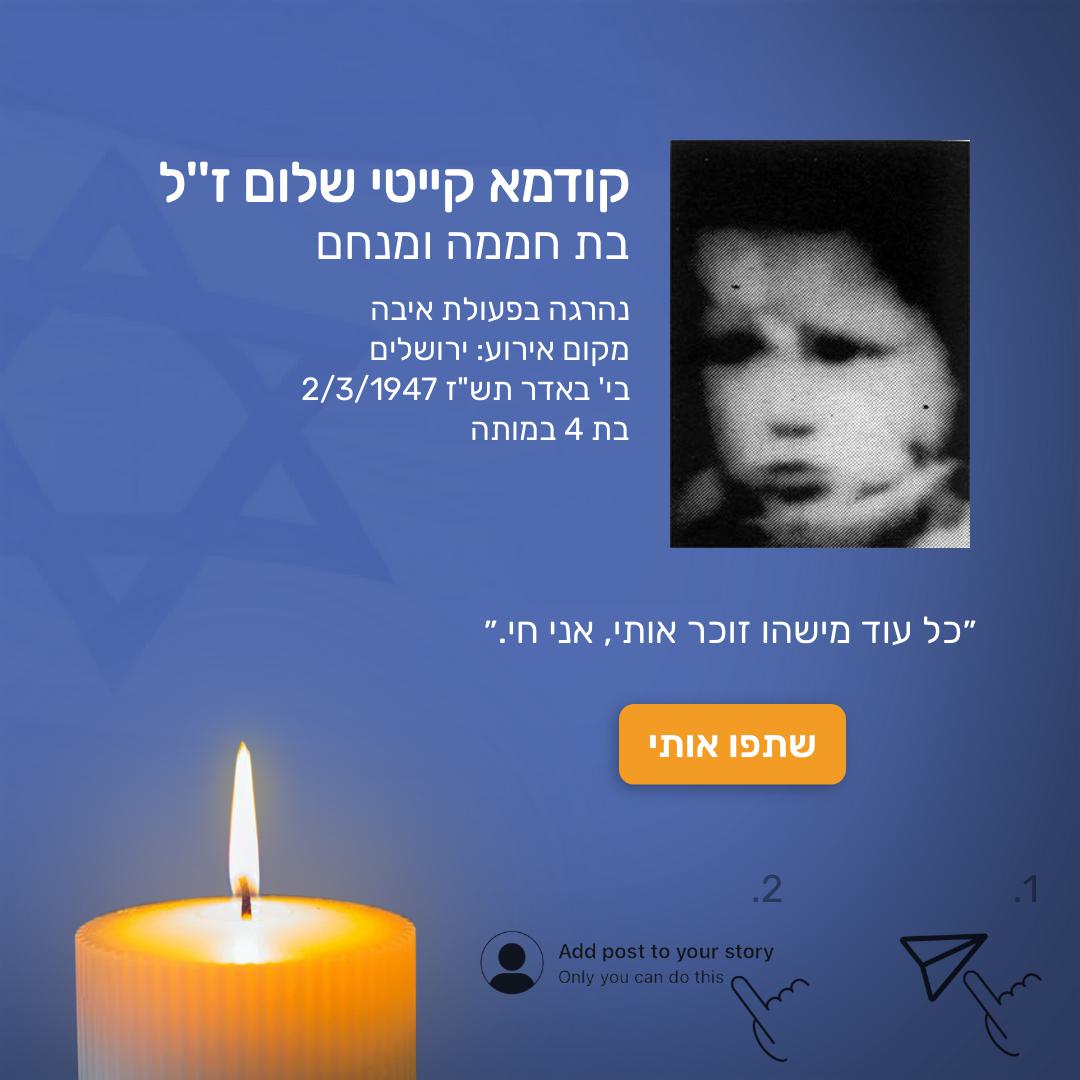 קודמא קייטי שלום ז"ל
בת חממה ומנחם
נהרגה בפעולת איבה
מקום אירוע: ירושלים
בי' באדר תש"ז 2/3/1947
בת 4 במותה
״כל עוד מישהו זוכר אותי, אני חי.״
שתפו אותי
.1
.2
Add post to your story
Only you can do this